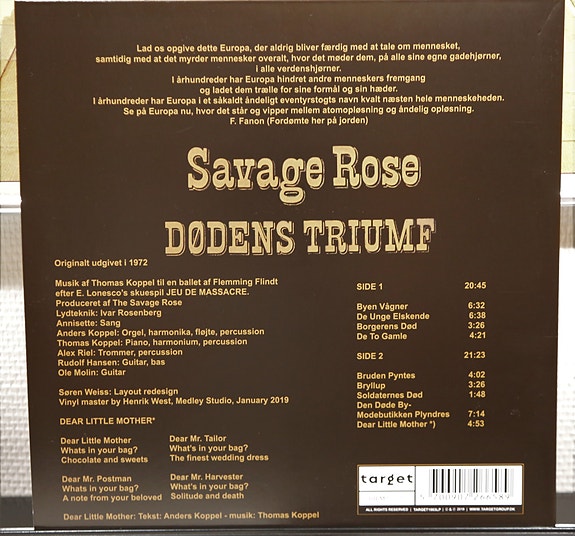 Lad os opgive dette Europa, der aldrig bliver færdig med at tale om mennesket,
samtidig med at det myrder mennesker overalt, hvor det møder dem, på alle sine egne gadehjørner,
i alle verdenshjørner.
I århundreder har Europa hindret andre menneskers fremgang
og ladet dem trælle for sine formål og sin hæder.
I århundreder har Europa i et såkaldt åndeligt eventyrstogts navn kvalt næsten hele menneskeheden.
Se på Europa nu, hvor det står og vipper mellem atomopløsning og åndelig opløsning.
F. Fanon (Fordømte her på jorden)
Savage Rose
DØDENS TRIUMF
Originalt udgivet i 1972
Musik af Thomas Koppel til en ballet af Flemming Flindt
efter E. Lonesco's skuespil JEU DE MASSACRE.
Produceret af The Savage Rose
Lydteknik: Ivar Rosenberg
Annisette: Sang
Anders Koppel: Orgel, harmonika, fløjte, percussion
Thomas Koppel: Piano, harmonium, percussion
Alex Riel: Trommer, percussion
Rudolf Hansen: Guitar, bas
Ole Molin: Guitar
Søren Weiss: Layout redesign
Vinyl master by Henrik West, Medley Studio, January 2019
DEAR LITTLE MOTHER*
Dear Little Mother
Whats in your bag?
Chocolate and sweets
Dear Mr. Tailor
What's in your bag?
The finest wedding dress
Dear Mr. Postman
Whats in your bag?
A note from your beloved
Dear Mr. Harvester
What's in your bag?
Solitude and death
Dear Little Mother: Tekst: Anders Koppel - musik: Thomas Koppel
SIDE 1 20:45
Byen Vågner 6:32
De Unge Elskende 6:38
Borgerens Død 3:26
De To Gamle 4:21
SIDE 2 21:23
Bruden Pyntes 4:02
Bryllup 3:26
Soldaternes Død 1:48
Den Døde By-
Modebutikken Plyndres 7:14
Dear Little Mother *) 4:53
target
ALL RIGHTS RESERVED | WWW.TARGETGROUP.DK